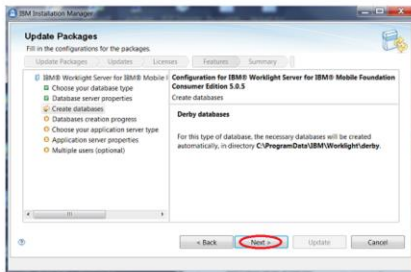 IBM Installation Manager
Update Packages
Fill in the configurations for the packages.
Update Packages Updates Licenses Features Summary
IBM® Worklight Server for IBM® Mobile
Choose your database type
Database server properties
Create databases
Databases creation progress
Choose your application server type
Application server properties
Multiple users (optional)
Configuration for IBM® Worklight Server for IBM® Mobile Foundation
Consumer Edition 5.0.5
Create databases
Derby databases
For this type of database, the necessary databases will be created
automatically, in directory C:\ProgramData\IBM\Worklight\derby.
< Back Next > Update Cancel